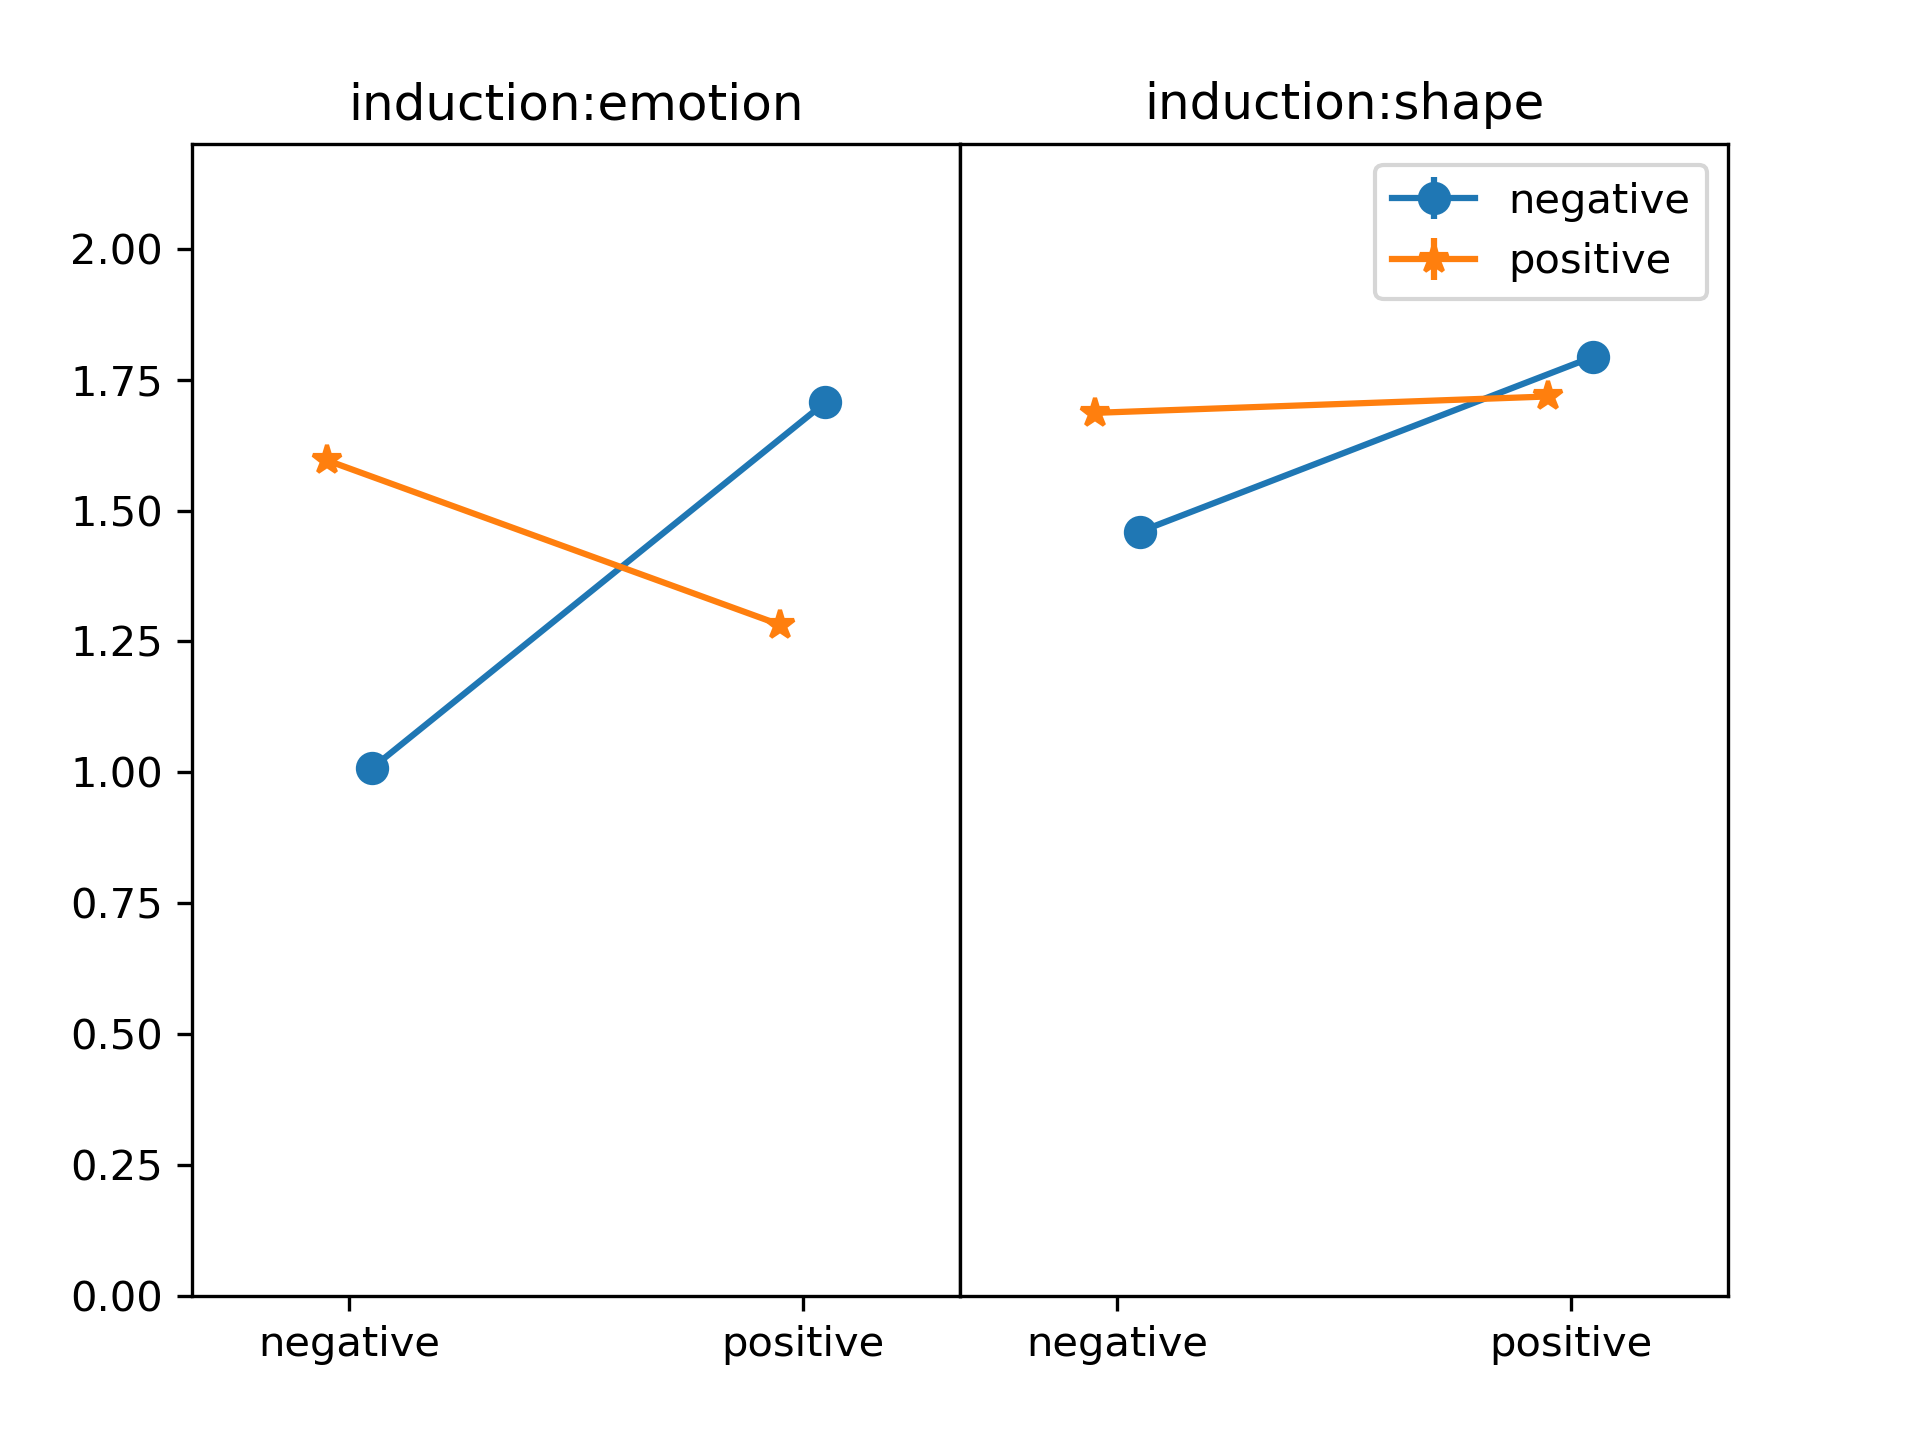 induction:emotion
induction:shape
negative
positive
2.00
1.75
1.50
1.25
1.00
0.75
0.50
0.25
0.00
negative
positive
negative
positive